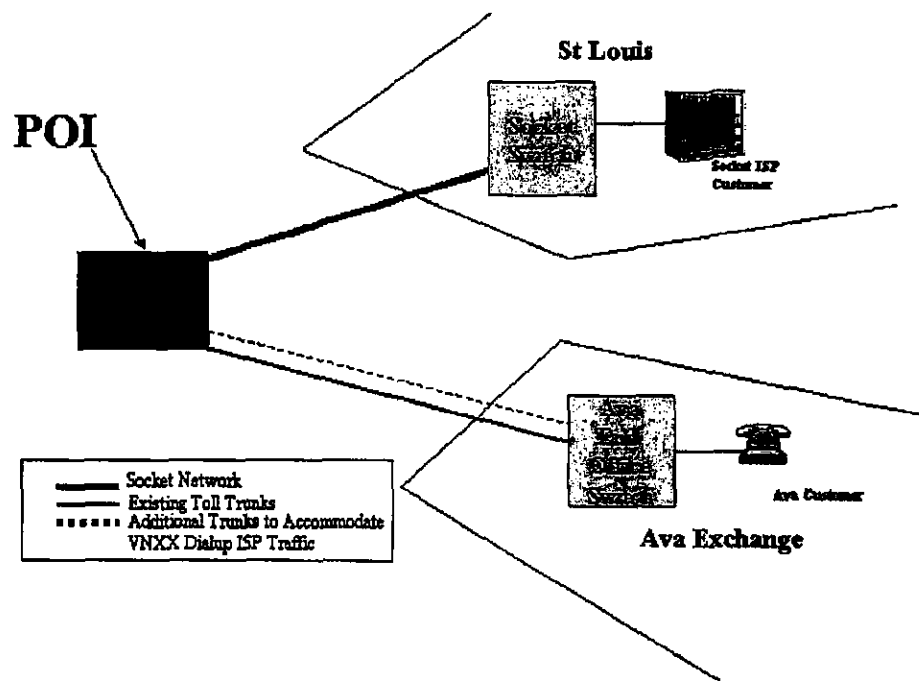 St Louis
POI
Socket
Switch
Socket ISP
Customer
Ava
End
Office
Switch
Ava Customer
Ava Exchange
Socket Network
Existing Toll Trunks
Additional Trunks to Accommodate
VNXX Dialup ISP Traffic